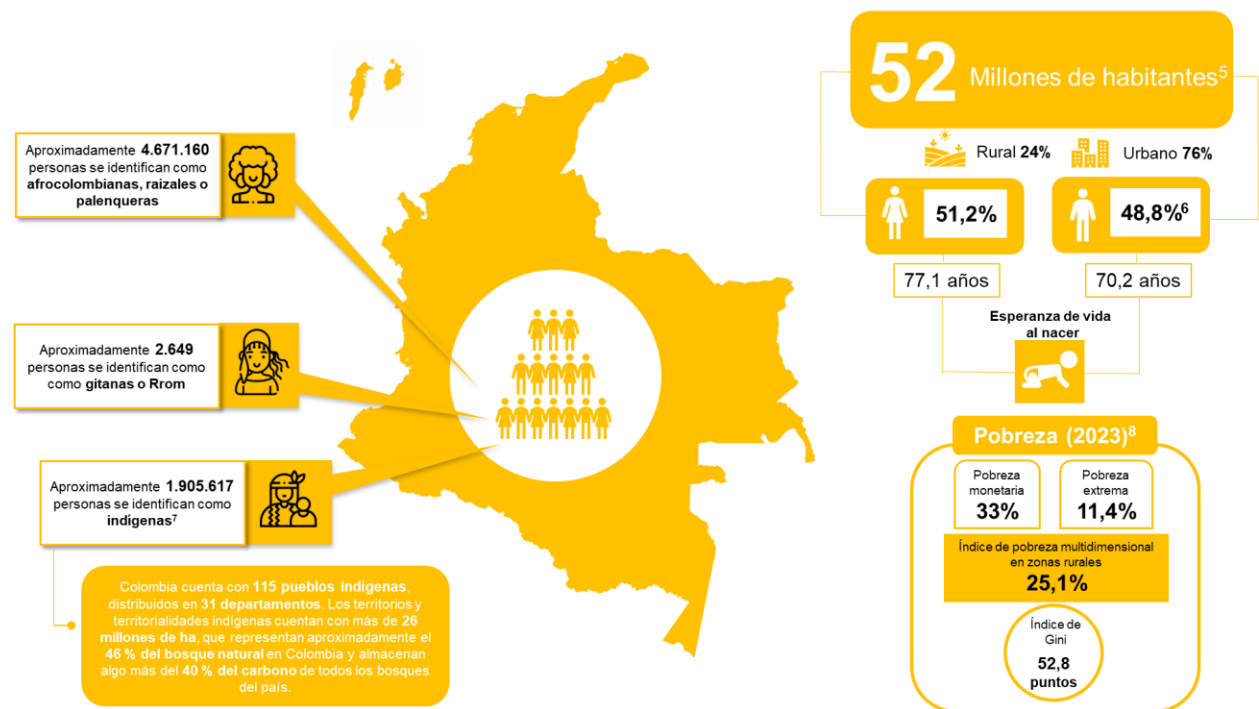 Aproximadamente 4.671.160
personas se identifican como
afrocolombianas, raizales o
palenqueras
Aproximadamente 2.649
personas se identifican como
como gitanas o Rrom
Aproximadamente 1.905.617
personas se identifican como
indígenas⁷
Colombia cuenta con 115 pueblos indígenas,
distribuidos en 31 departamentos. Los territorios y
territorialidades indígenas cuentan con más de 26
millones de ha, que representan aproximadamente el
46 % del bosque natural en Colombia y almacenan
algo más del 40 % del carbono de todos los bosques
del país.
52 Millones de habitantes⁵
Rural 24%
Urbano 76%
51,2%
48,8%⁶
77,1 años
70,2 años
Esperanza de vida
al nacer
Pobreza (2023)⁸
Pobreza
monetaria
33%
Pobreza
extrema
11,4%
Índice de pobreza multidimensional
en zonas rurales
25,1%
Índice de
Gini
52,8
puntos